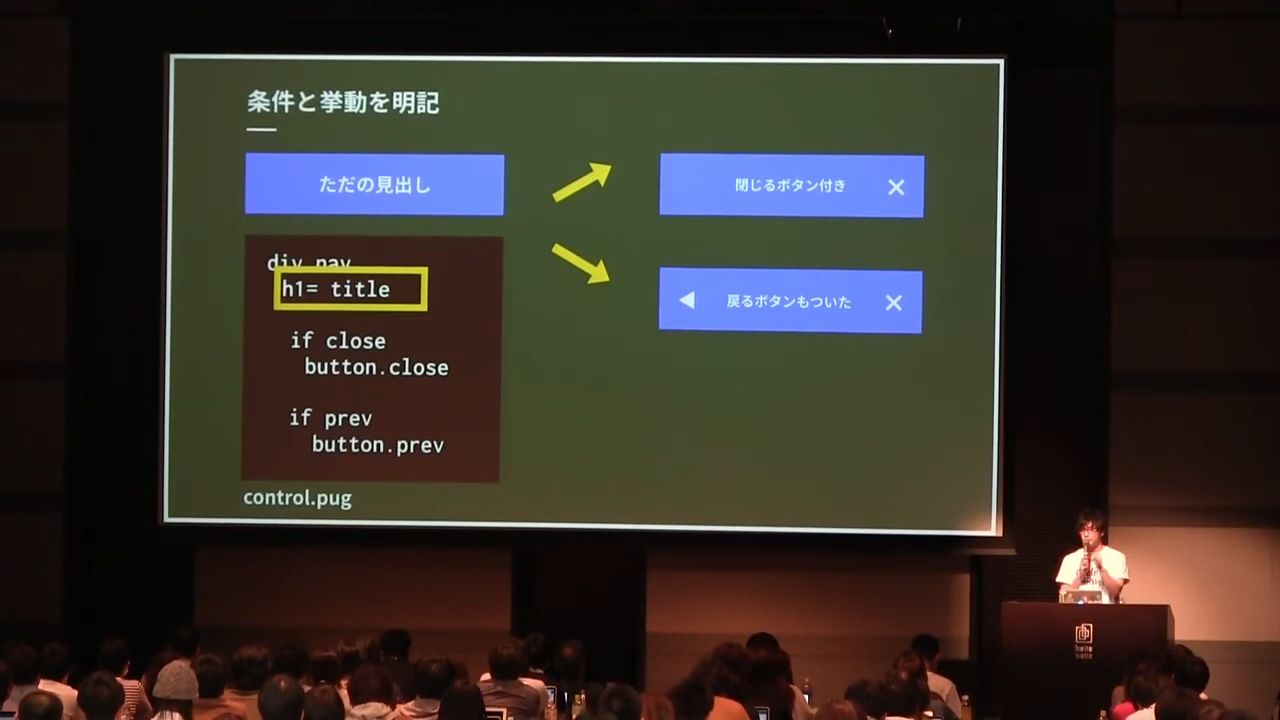 条件と挙動を明記
ただの見出し
div nav
h1= title
if close
button.close
if prev
button.prev
control.pug
閉じるボタン付き
戻るボタンもついた
belle
salle